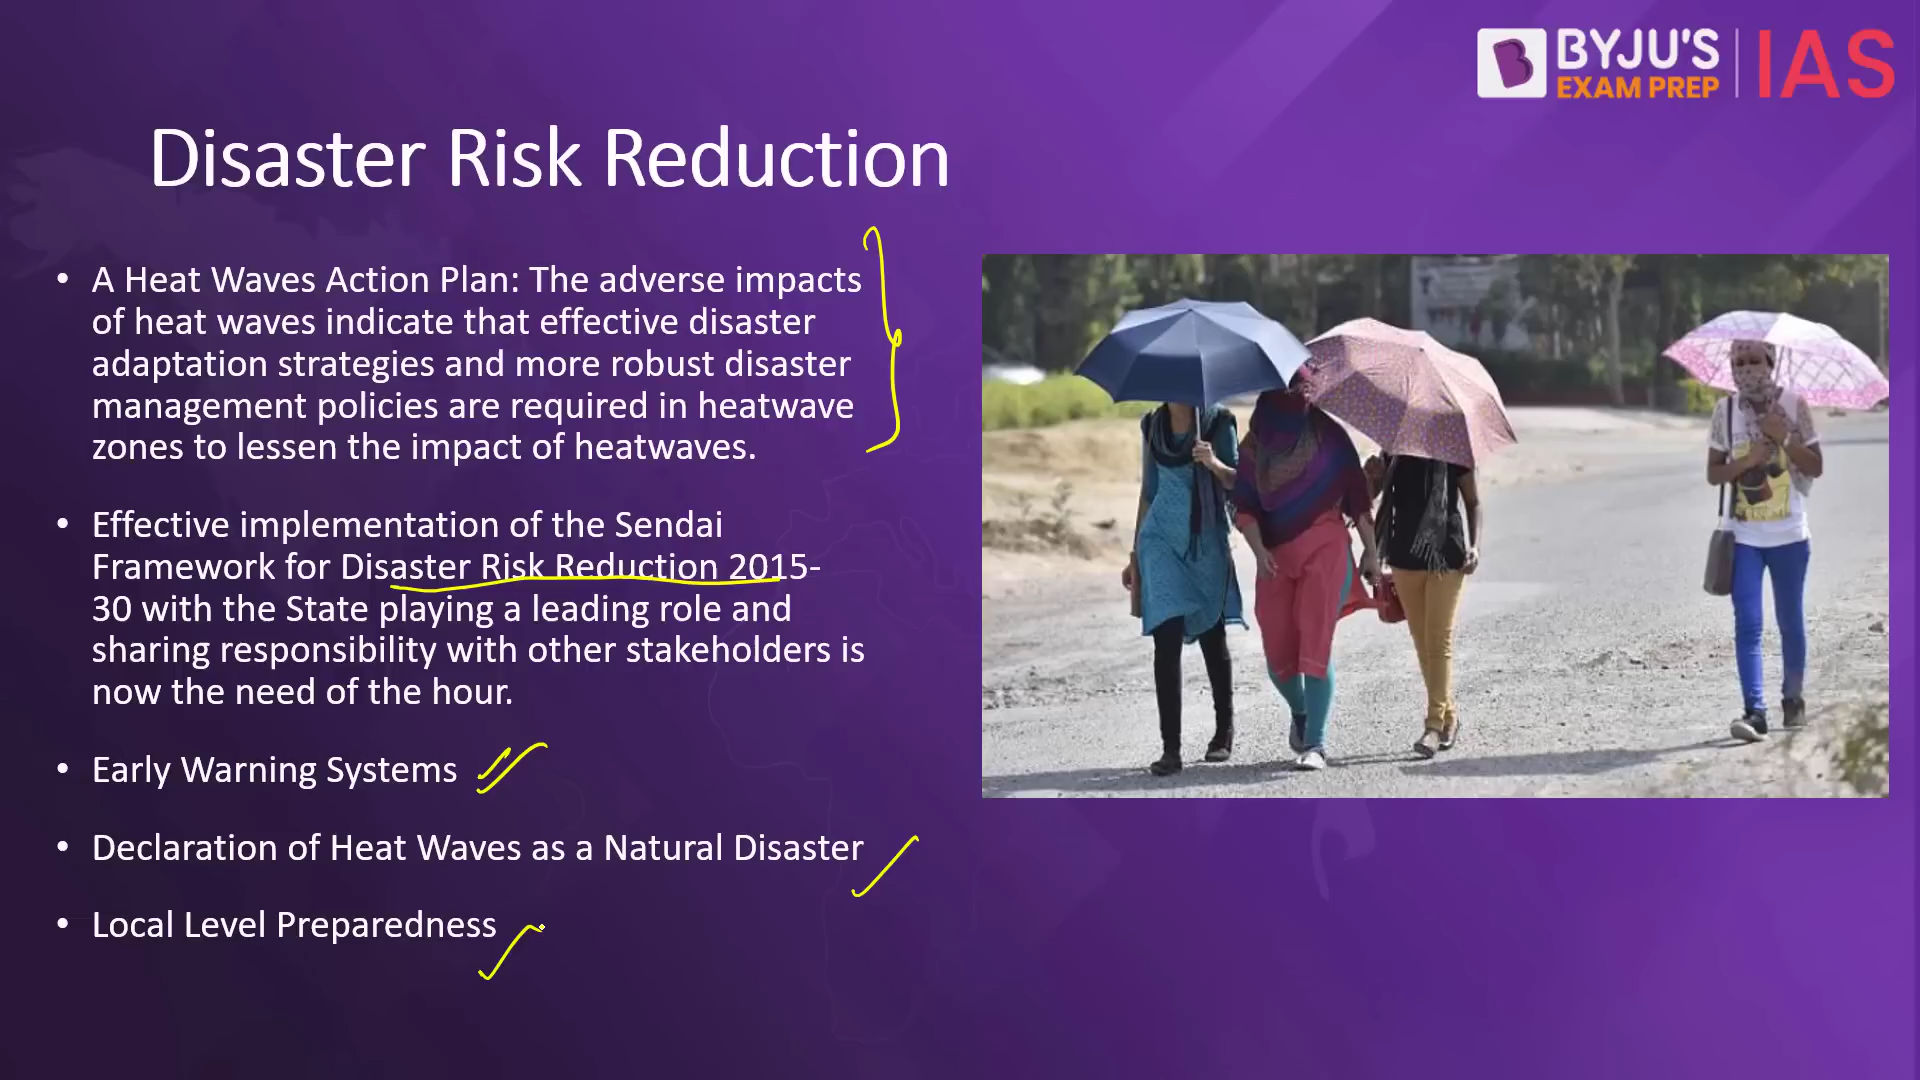 BYJU'S
EXAM PREP
IAS
Disaster Risk Reduction
• A Heat Waves Action Plan: The adverse impacts
of heat waves indicate that effective disaster
adaptation strategies and more robust disaster
management policies are required in heatwave
zones to lessen the impact of heatwaves.
• Effective implementation of the Sendai
Framework for Disaster Risk Reduction 2015-
30 with the State playing a leading role and
sharing responsibility with other stakeholders is
now the need of the hour.
• Early Warning Systems
• Declaration of Heat Waves as a Natural Disaster
• Local Level Preparedness